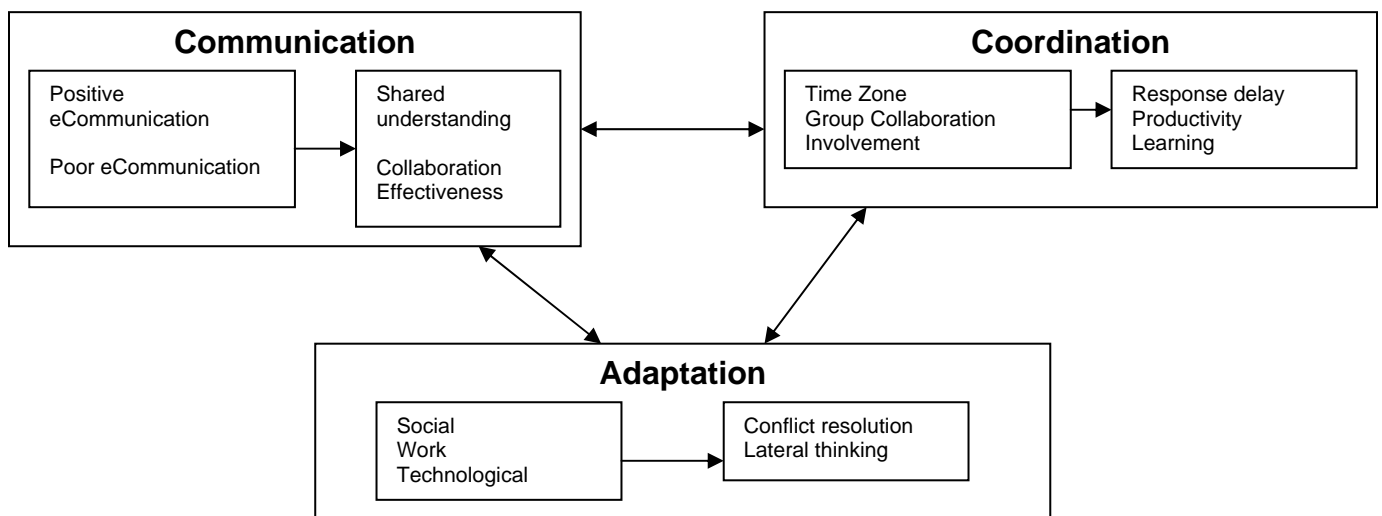 Communication
Positive
eCommunication
Poor eCommunication
Shared
understanding
Collaboration
Effectiveness
Coordination
Time Zone
Group Collaboration
Involvement
Response delay
Productivity
Learning
Adaptation
Social
Work
Technological
Conflict resolution
Lateral thinking